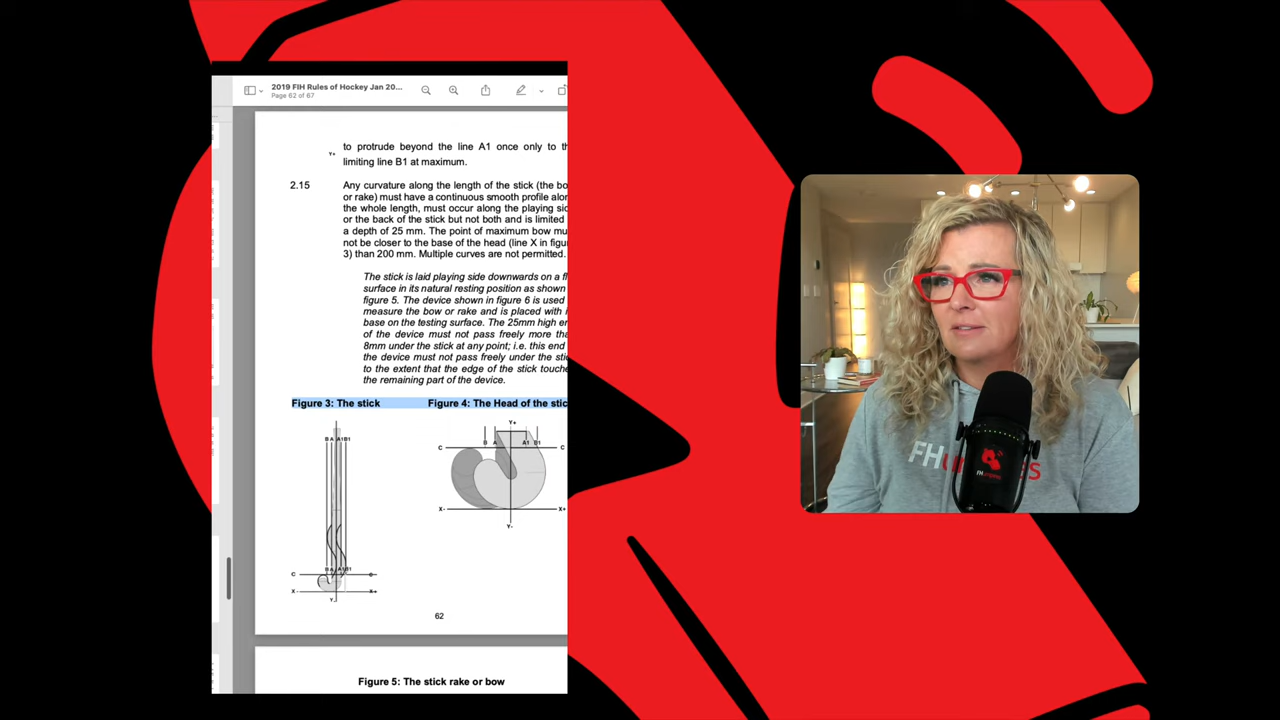 2019 FIH Rules of Hockey Jan 20...
Page 62 of 67
to protrude beyond the line A1 once only to th
limiting line B1 at maximum.
2.15 Any curvature along the length of the stick (the bo
or rake) must have a continuous smooth profile alon
the whole length, must occur along the playing sid
or the back of the stick but not both and is limited
a depth of 25 mm. The point of maximum bow mu
not be closer to the base of the head (line X in figur
3) than 200 mm. Multiple curves are not permitted.
The stick is laid playing side downwards on a fl
surface in its natural resting position as shown
figure 5. The device shown in figure 6 is used
measure the bow or rake and is placed with i
base on the testing surface. The 25mm high en
of the device must not pass freely more tha
8mm under the stick at any point; i.e. this end
the device must not pass freely under the stic
to the extent that the edge of the stick touche
the remaining part of the device.
Figure 3: The stick Figure 4: The Head of the stic
Y+
B A A1 B1
C C
X- X+
Y-
Y+
B A A1 B1
B A A1 B1
C C
X- X+
Y-
62
Figure 5: The stick rake or bow
FHumpires
FHumpires